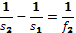 1/s₂ − 1/s₁ = 1/f₂